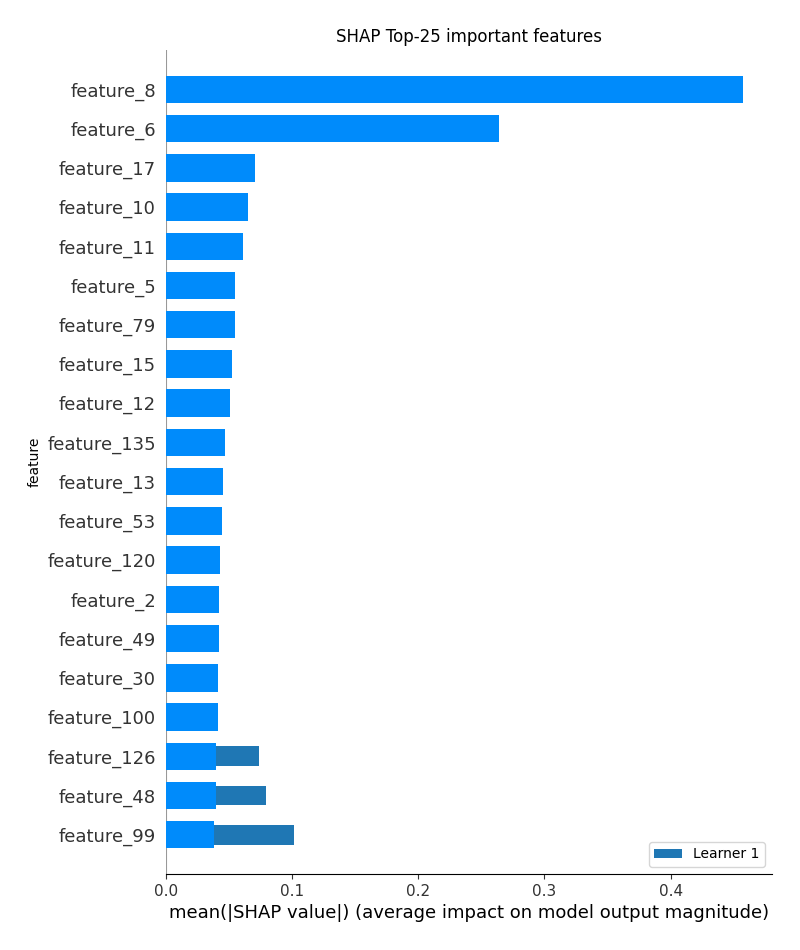 SHAP Top-25 important features
feature_8
feature_6
feature_17
feature_10
feature_11
feature_5
feature_79
feature_15
feature_12
feature_135
feature_13
feature_53
feature_120
feature_2
feature_49
feature_30
feature_100
feature_126
feature_48
feature_99
feature
Learner 1
0.0 0.1 0.2 0.3 0.4
mean(|SHAP value|) (average impact on model output magnitude)